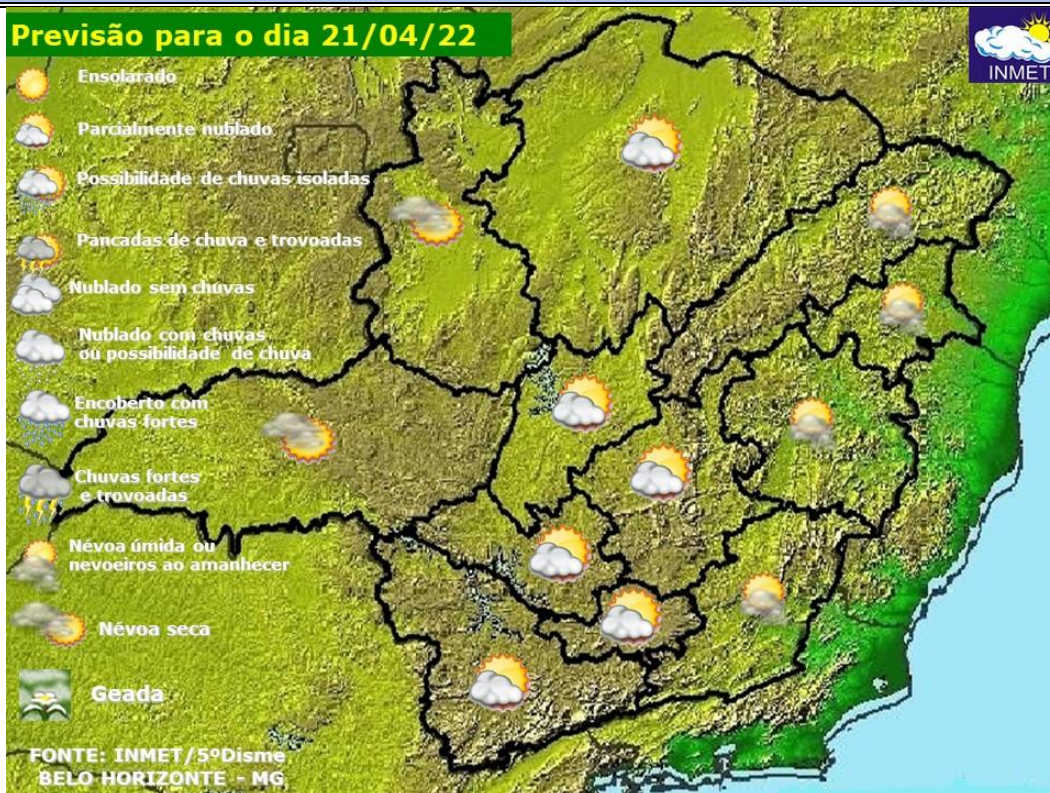 Previsão para o dia 21/04/22
INMET
Ensolarado
Parcialmente nublado
Possibilidade de chuvas isoladas
Pancadas de chuva e trovoadas
Nublado sem chuvas
Nublado com chuvas
ou possibilidade de chuva
Encoberto com
chuvas fortes
Chuvas fortes
e trovoadas
Névoa úmida ou
nevoeiros ao amanhecer
Névoa seca
Geada
FONTE: INMET/5ºDisme
BELO HORIZONTE - MG